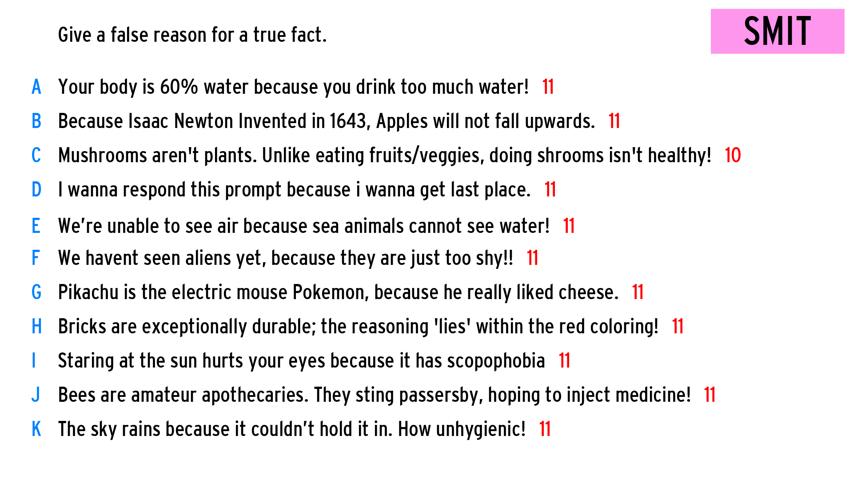 Give a false reason for a true fact.
SMIT
A Your body is 60% water because you drink too much water! 11
B Because Isaac Newton Invented in 1643, Apples will not fall upwards. 11
C Mushrooms aren't plants. Unlike eating fruits/veggies, doing shrooms isn't healthy! 10
D I wanna respond this prompt because i wanna get last place. 11
E We’re unable to see air because sea animals cannot see water! 11
F We havent seen aliens yet, because they are just too shy!! 11
G Pikachu is the electric mouse Pokemon, because he really liked cheese. 11
H Bricks are exceptionally durable; the reasoning 'lies' within the red coloring! 11
I Staring at the sun hurts your eyes because it has scopophobia 11
J Bees are amateur apothecaries. They sting passersby, hoping to inject medicine! 11
K The sky rains because it couldn’t hold it in. How unhygienic! 11